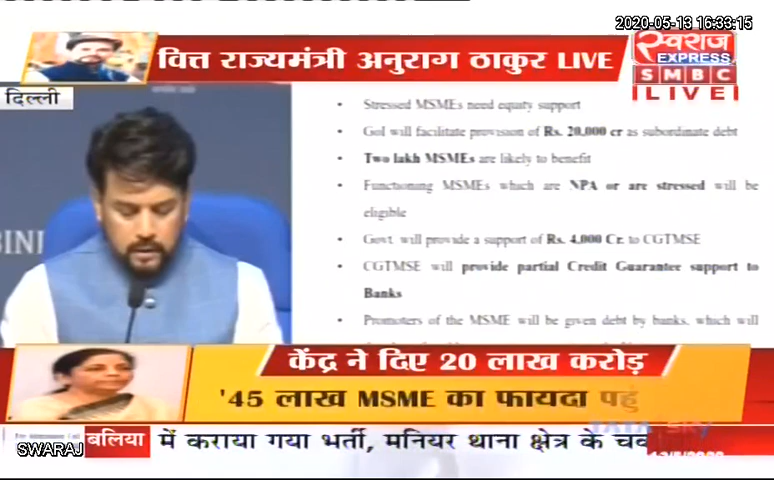 2020-05-13 16:33:15
वित्त राज्यमंत्री अनुराग ठाकुर LIVE
स्वराज
EXPRESS
SMBC
LIVE
दिल्ली
• Stressed MSMEs need equity support
• GoI will facilitate provision of Rs. 20,000 cr as subordinate debt
• Two lakh MSMEs are likely to benefit
• Functioning MSMEs which are NPA or are stressed will be
eligible
• Govt. will provide a support of Rs. 4,000 Cr. to CGTMSE
• CGTMSE will provide partial Credit Guarantee support to
Banks
• Promoters of the MSME will be given debt by banks, which will
केंद्र ने दिए 20 लाख करोड़
'45 लाख MSME का फायदा
बलिया में कराया गया भर्ती, मनियर थाना क्षेत्र के
SWARAJ